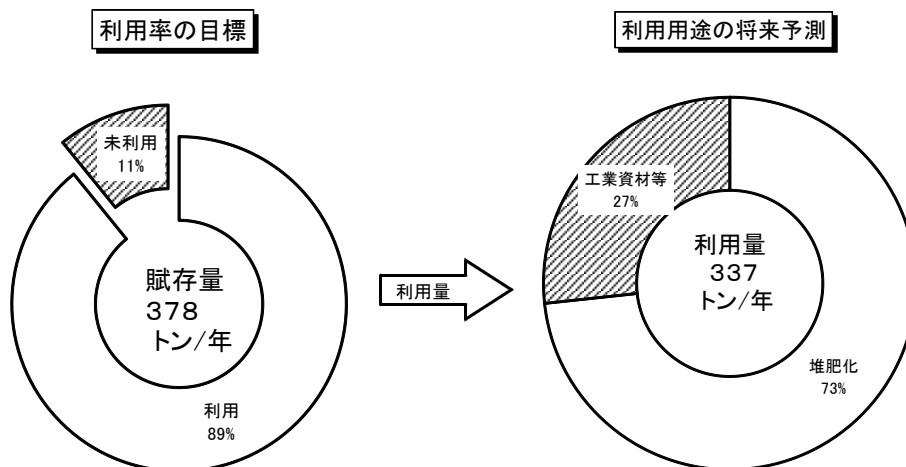 利用率の目標
利用用途の将来予測
未利用
11%
賦存量
378
トン/年
利用
89%
利用量
工業資材等
27%
利用量
337
トン/年
堆肥化
73%